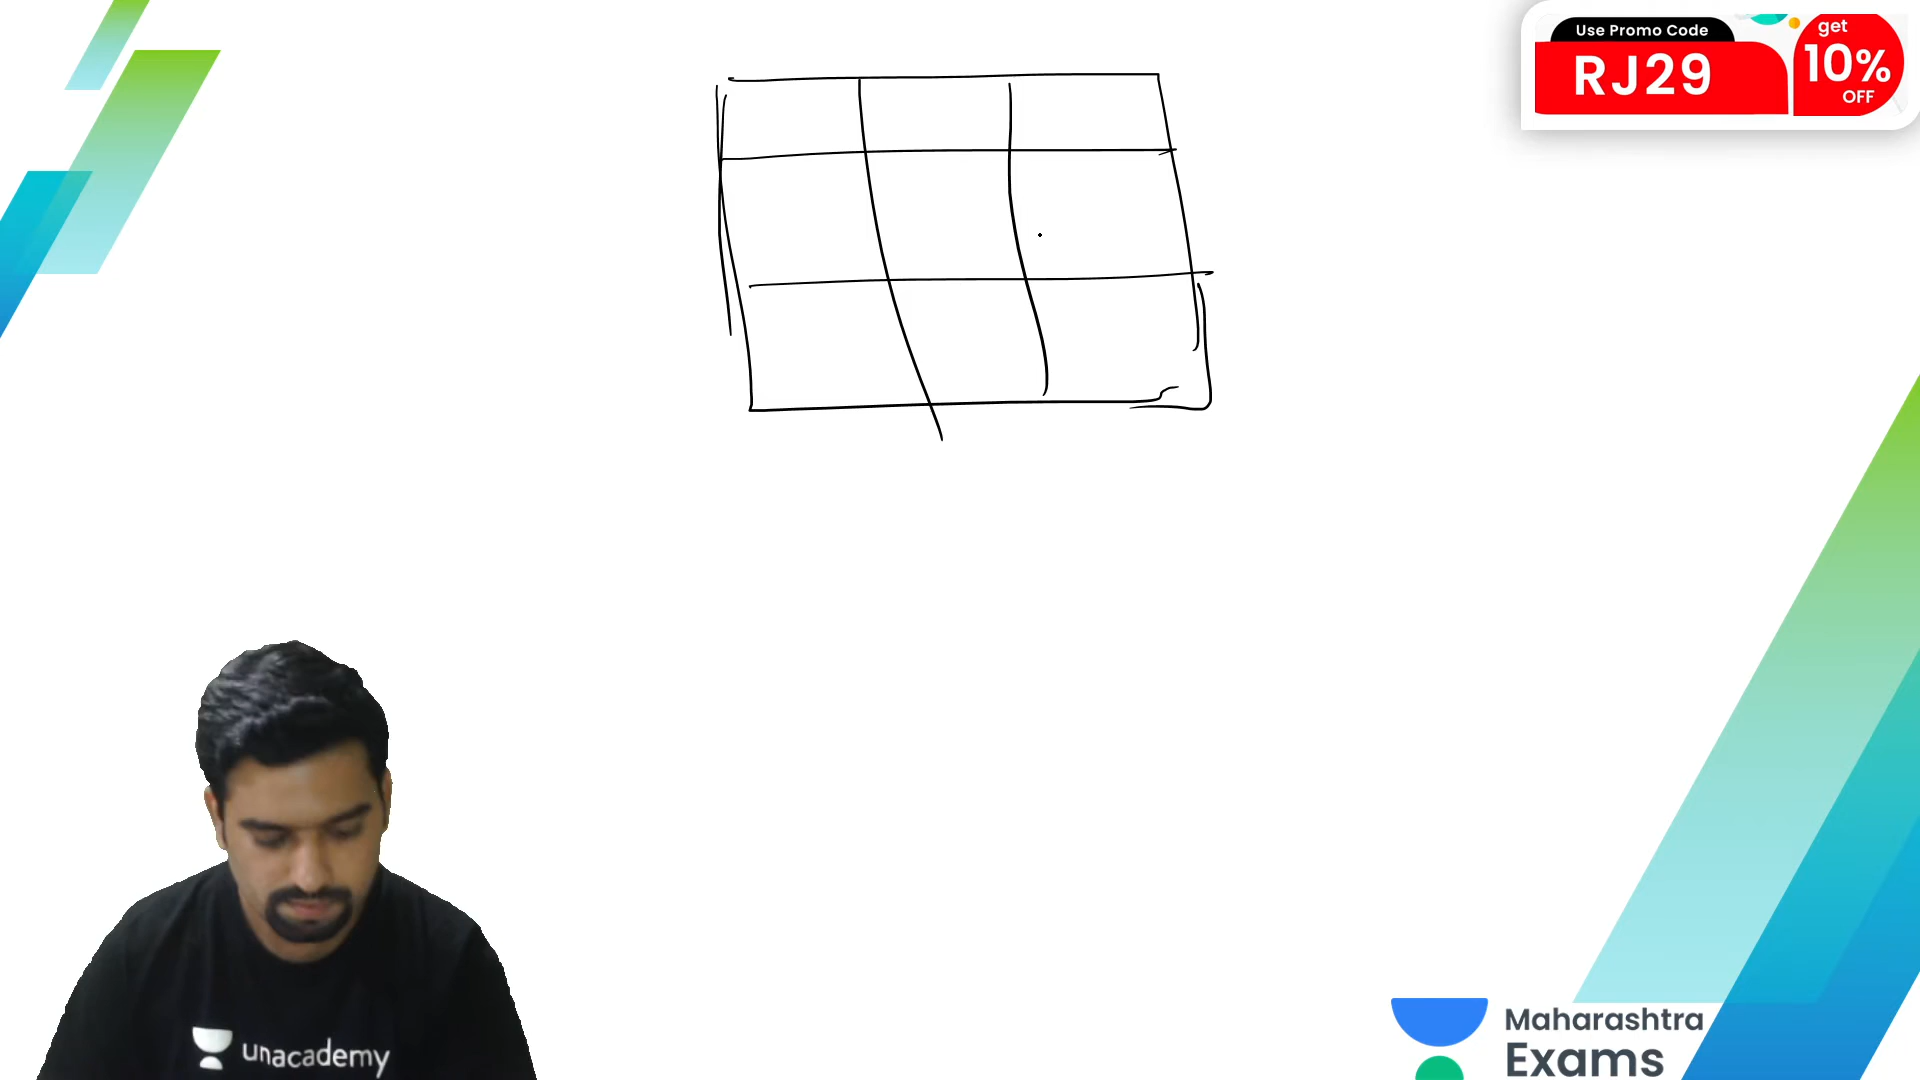 Use Promo Code
RJ29
get
10%
OFF
unacademy
Maharashtra
Exams